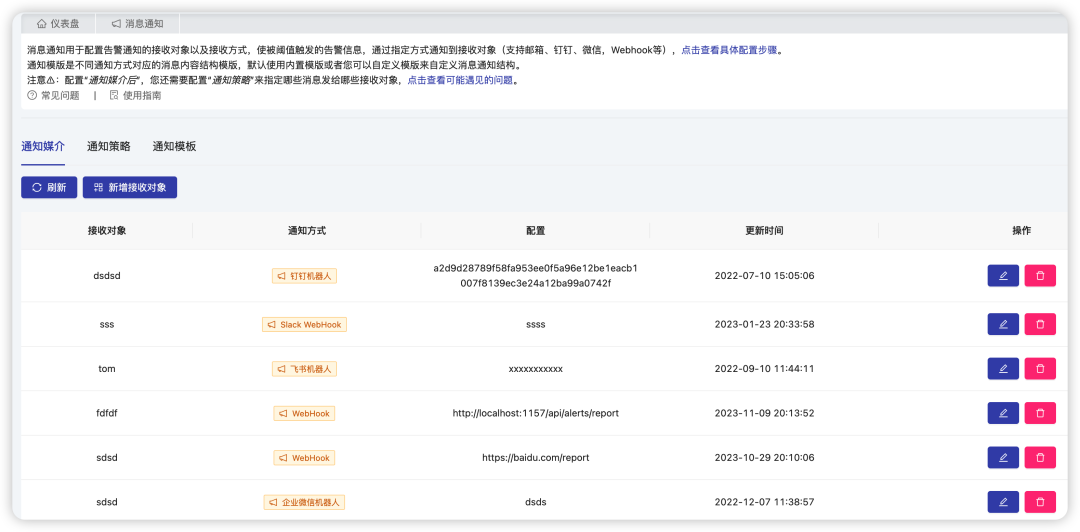 仪表盘 消息通知
消息通知用于配置告警通知的接收对象以及接收方式，使被阈值触发的告警信息，通过指定方式通知到接收对象（支持邮箱、钉钉、微信，Webhook等），点击查看具体配置步骤。
通知模版是不同通知方式对应的消息内容结构模版，默认使用内置模版或者您可以自定义模版来自定义消息通知结构。
注意⚠：配置“通知媒介后”，您还需要配置“通知策略”来指定哪些消息发给哪些接收对象，点击查看可能遇见的问题。
常见问题 | 使用指南
通知媒介 通知策略 通知模板
刷新 新增接收对象
接收对象 通知方式 配置 更新时间 操作
a2d9d28789f58fa953ee0f5a96e12be1eacb1
dsdsd 钉钉机器人 2022-07-10 15:05:06
007f8139ec3e24a12ba99a0742f
sss Slack WebHook ssss 2023-01-23 20:33:58
tom 飞书机器人 xxxxxxxxxxx 2022-09-10 11:44:11
fdfdf WebHook http://localhost:1157/api/alerts/report 2023-11-09 20:13:52
sdsd WebHook https://baidu.com/report 2023-10-29 20:10:06
sdsd 企业微信机器人 dsds 2022-12-07 11:38:57